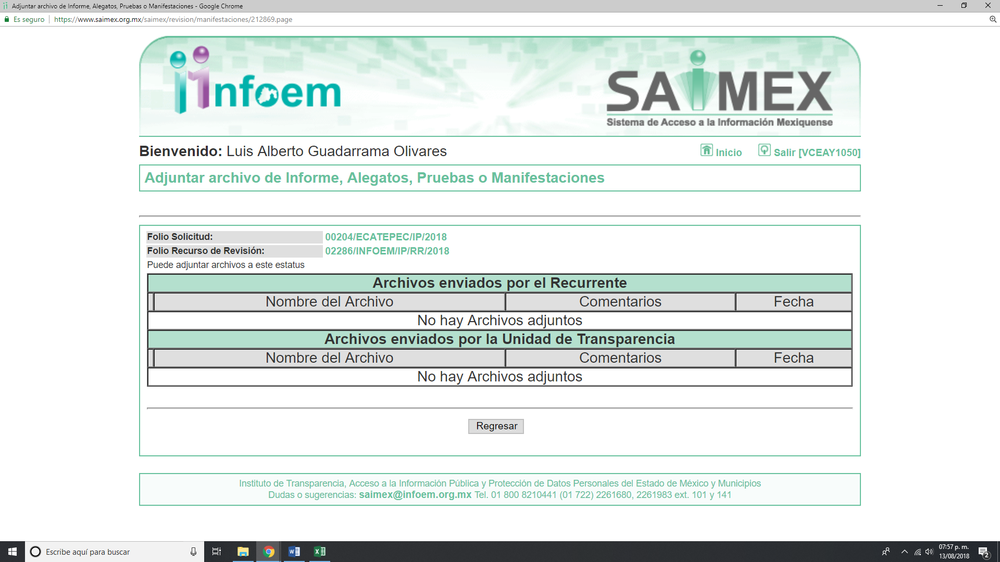 Adjuntar archivo de Informe, Alegatos, Pruebas o Manifestaciones - Google Chrome
Es seguro | https://www.saimex.org.mx/saimex/revision/manifestaciones/212869.page
infoem
SAIMEX
Sistema de Acceso a la Información Mexiquense
Bienvenido: Luis Alberto Guadarrama Olivares
Inicio
Salir [VCEAY1050]
Adjuntar archivo de Informe, Alegatos, Pruebas o Manifestaciones
Folio Solicitud: 00204/ECATEPEC/IP/2018
Folio Recurso de Revisión: 02286/INFOEM/IP/RR/2018
Puede adjuntar archivos a este estatus
Archivos enviados por el Recurrente
Nombre del Archivo Comentarios Fecha
No hay Archivos adjuntos
Archivos enviados por la Unidad de Transparencia
Nombre del Archivo Comentarios Fecha
No hay Archivos adjuntos
Regresar
Instituto de Transparencia, Acceso a la Información Pública y Protección de Datos Personales del Estado de México y Municipios
Dudas o sugerencias: saimex@infoem.org.mx Tel. 01 800 8210441 (01 722) 2261680, 2261983 ext. 101 y 141
Escribe aquí para buscar
07:57 p. m.
13/08/2018
2